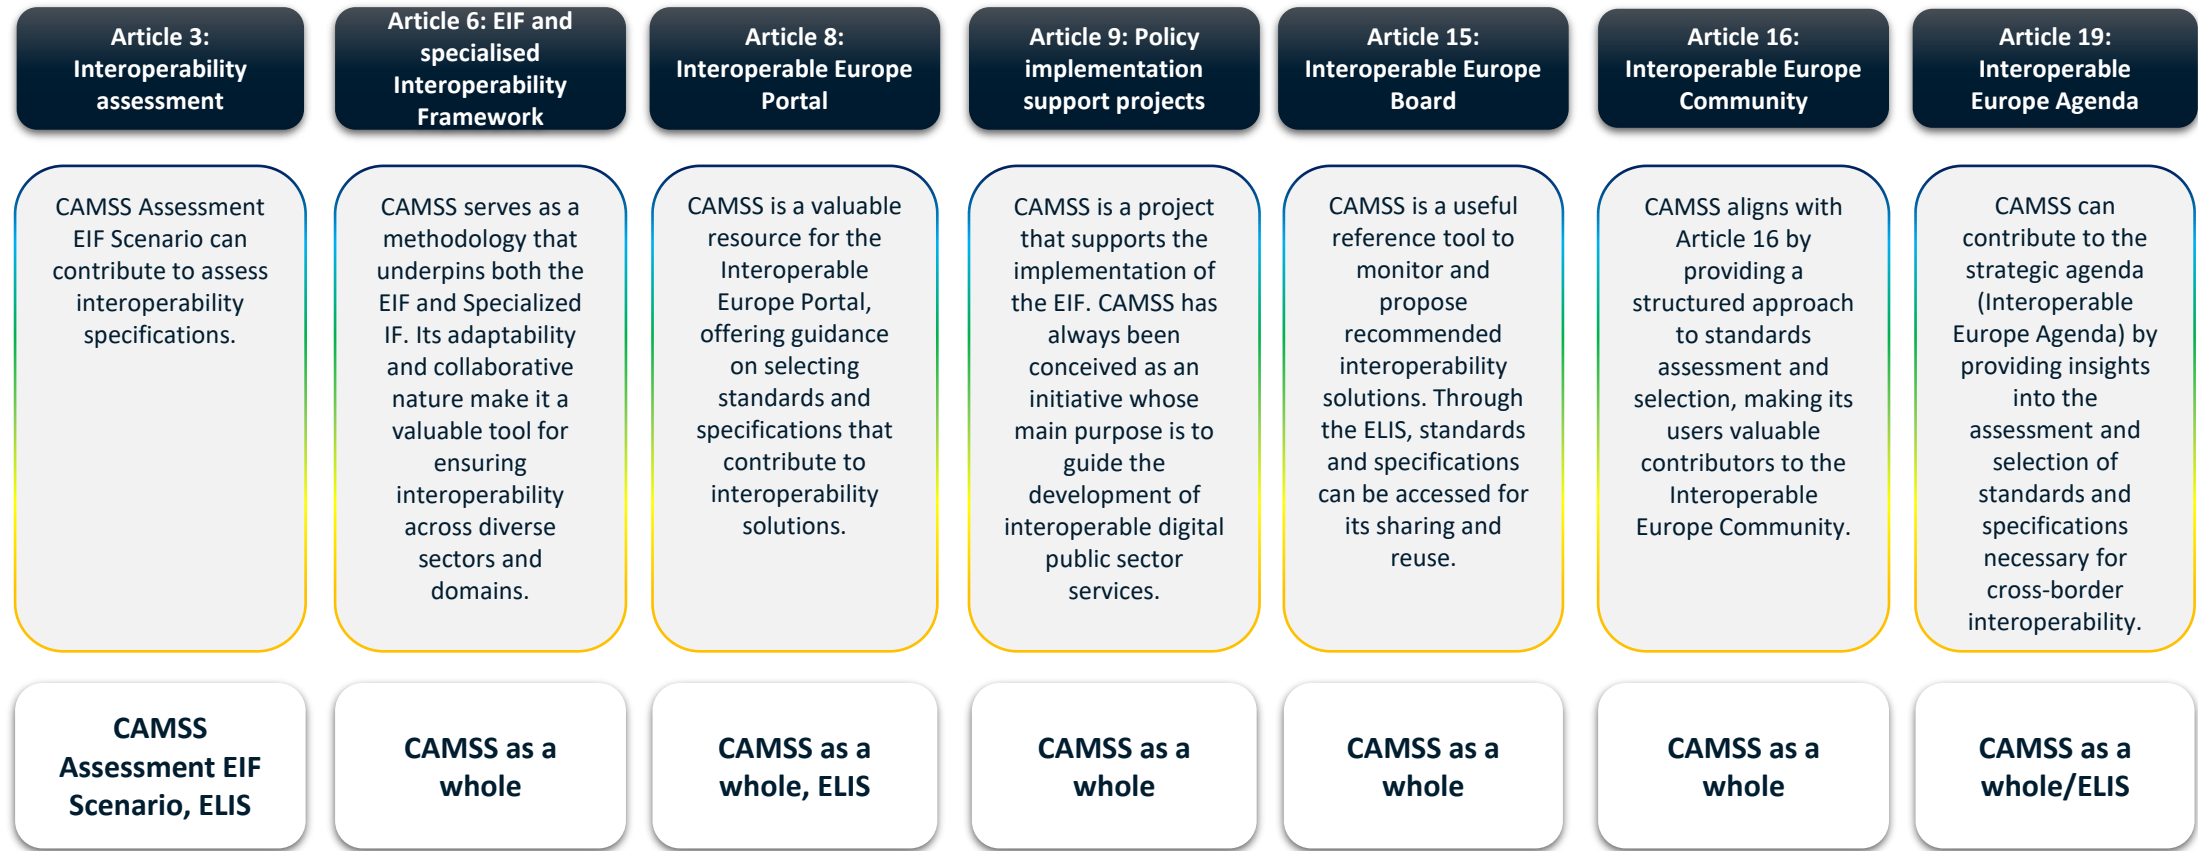 Article 3:
Interoperability
assessment
Article 6: EIF and
specialised
Interoperability
Framework
Article 8:
Interoperable Europe
Portal
Article 9: Policy
implementation
support projects
Article 15:
Interoperable Europe
Board
Article 16:
Interoperable Europe
Community
Article 19:
Interoperable
Europe Agenda
CAMSS Assessment
EIF Scenario can
contribute to assess
interoperability
specifications.
CAMSS serves as a
methodology that
underpins both the
EIF and Specialized
IF. Its adaptability
and collaborative
nature make it a
valuable tool for
ensuring
interoperability
across diverse
sectors and
domains.
CAMSS is a valuable
resource for the
Interoperable
Europe Portal,
offering guidance
on selecting
standards and
specifications that
contribute to
interoperability
solutions.
CAMSS is a project
that supports the
implementation of
the EIF. CAMSS has
always been
conceived as an
initiative whose
main purpose is to
guide the
development of
interoperable digital
public sector
services.
CAMSS is a useful
reference tool to
monitor and
propose
recommended
interoperability
solutions. Through
the ELIS, standards
and specifications
can be accessed for
its sharing and
reuse.
CAMSS aligns with
Article 16 by
providing a
structured approach
to standards
assessment and
selection, making its
users valuable
contributors to the
Interoperable
Europe Community.
CAMSS can
contribute to the
strategic agenda
(Interoperable
Europe Agenda) by
providing insights
into the
assessment and
selection of
standards and
specifications
necessary for
cross-border
interoperability.
CAMSS
Assessment EIF
Scenario, ELIS
CAMSS as a
whole
CAMSS as a
whole, ELIS
CAMSS as a
whole
CAMSS as a
whole
CAMSS as a
whole
CAMSS as a
whole/ELIS